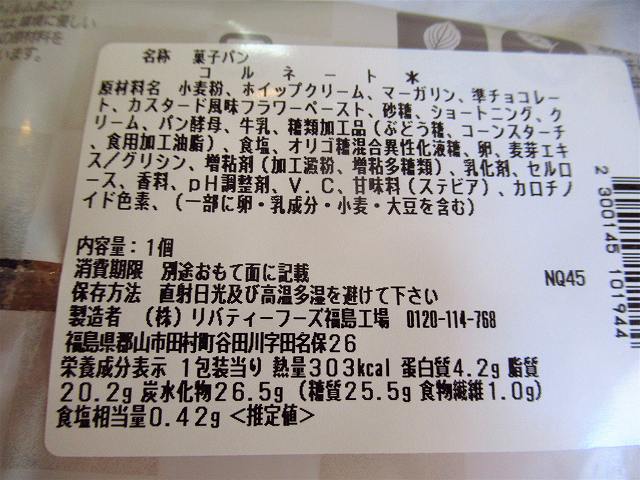 名称 菓子パン
コルネート※
原材料名 小麦粉、ホイップクリーム、マーガリン、準チョコレー
ト、カスタード風味フラワーペースト、砂糖、ショートニング、ク
リーム、パン酵母、牛乳、糖類加工品（ぶどう糖、コーンスターチ
、食用加工油脂）、食塩、オリゴ糖混合異性化液糖、卵、麦芽エキ
ス／グリシン、増粘剤（加工澱粉、増粘多糖類）、乳化剤、セルロ
ース、香料、pH調整剤、V．C、甘味料（ステビア）、カロチノ
イド色素、（一部に卵・乳成分・小麦・大豆を含む）
内容量：1個
消費期限 別途おもて面に記載
NQ45
保存方法 直射日光及び高温多湿を避けて下さい
製造者 （株）リバティーフーズ福島工場 0120-114-768
福島県郡山市田村町谷田川字田名保26
栄養成分表示 1包装当り 熱量303kcal 蛋白質4.2g 脂質
20.2g 炭水化物26.5g（糖質25.5g 食物繊維1.0g）
食塩相当量0.42g <推定値>
2 300145 101944